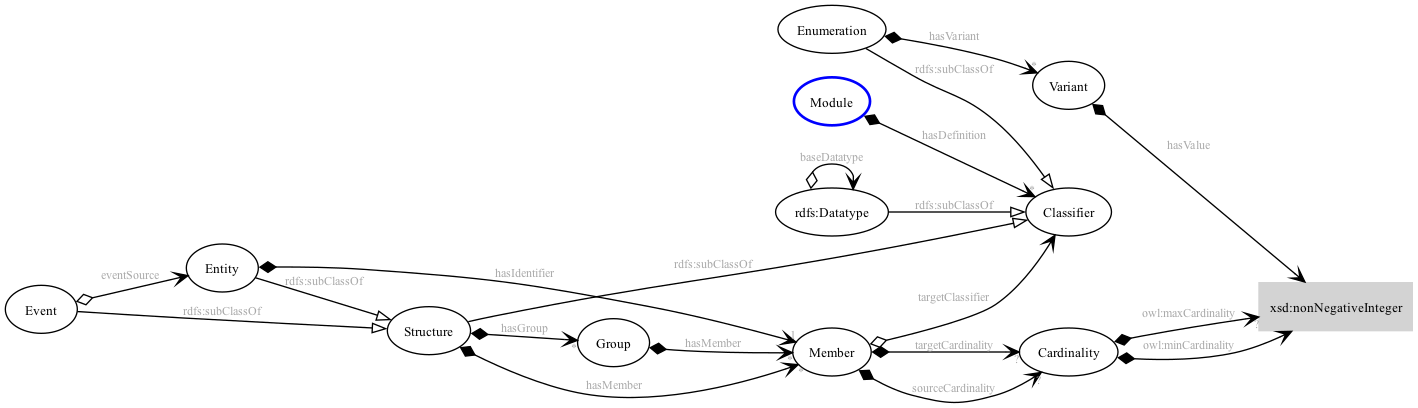 Enumeration
hasVariant
rdfs:subClassOf
Variant
Module
hasDefinition
hasValue
baseDatatype
rdfs:Datatype
rdfs:subClassOf
Classifier
Entity
eventSource
rdfs:subClassOf
hasIdentifier
rdfs:subClassOf
targetClassifier
Event
rdfs:subClassOf
Structure
hasGroup
Group
hasMember
Member
targetCardinality
Cardinality
owl:maxCardinality
xsd:nonNegativeInteger
owl:minCardinality
hasMember
sourceCardinality